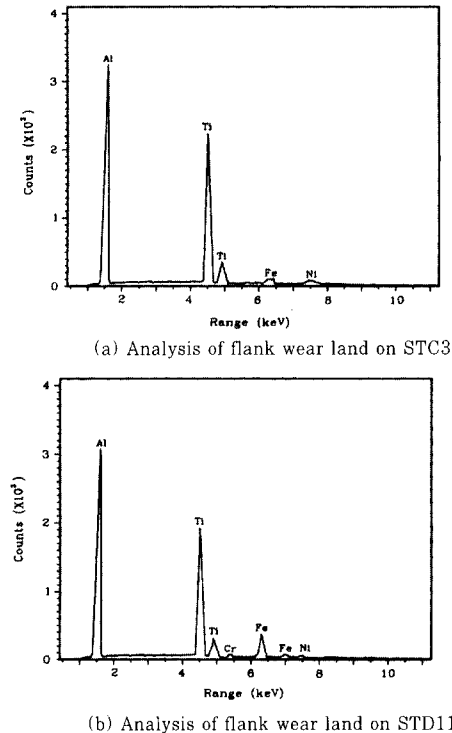 4
Al
3
Counts (X10³)
Ti
2
1
Ti
Fe
Ni
0
2 4 6 8 10
Range (keV)
(a) Analysis of flank wear land on STC3
4
Al
3
Counts (X10³)
Ti
2
1
Ti
Cr
Fe
Fe
Ni
0
2 4 6 8 10
Range (keV)
(b) Analysis of flank wear land on STD11